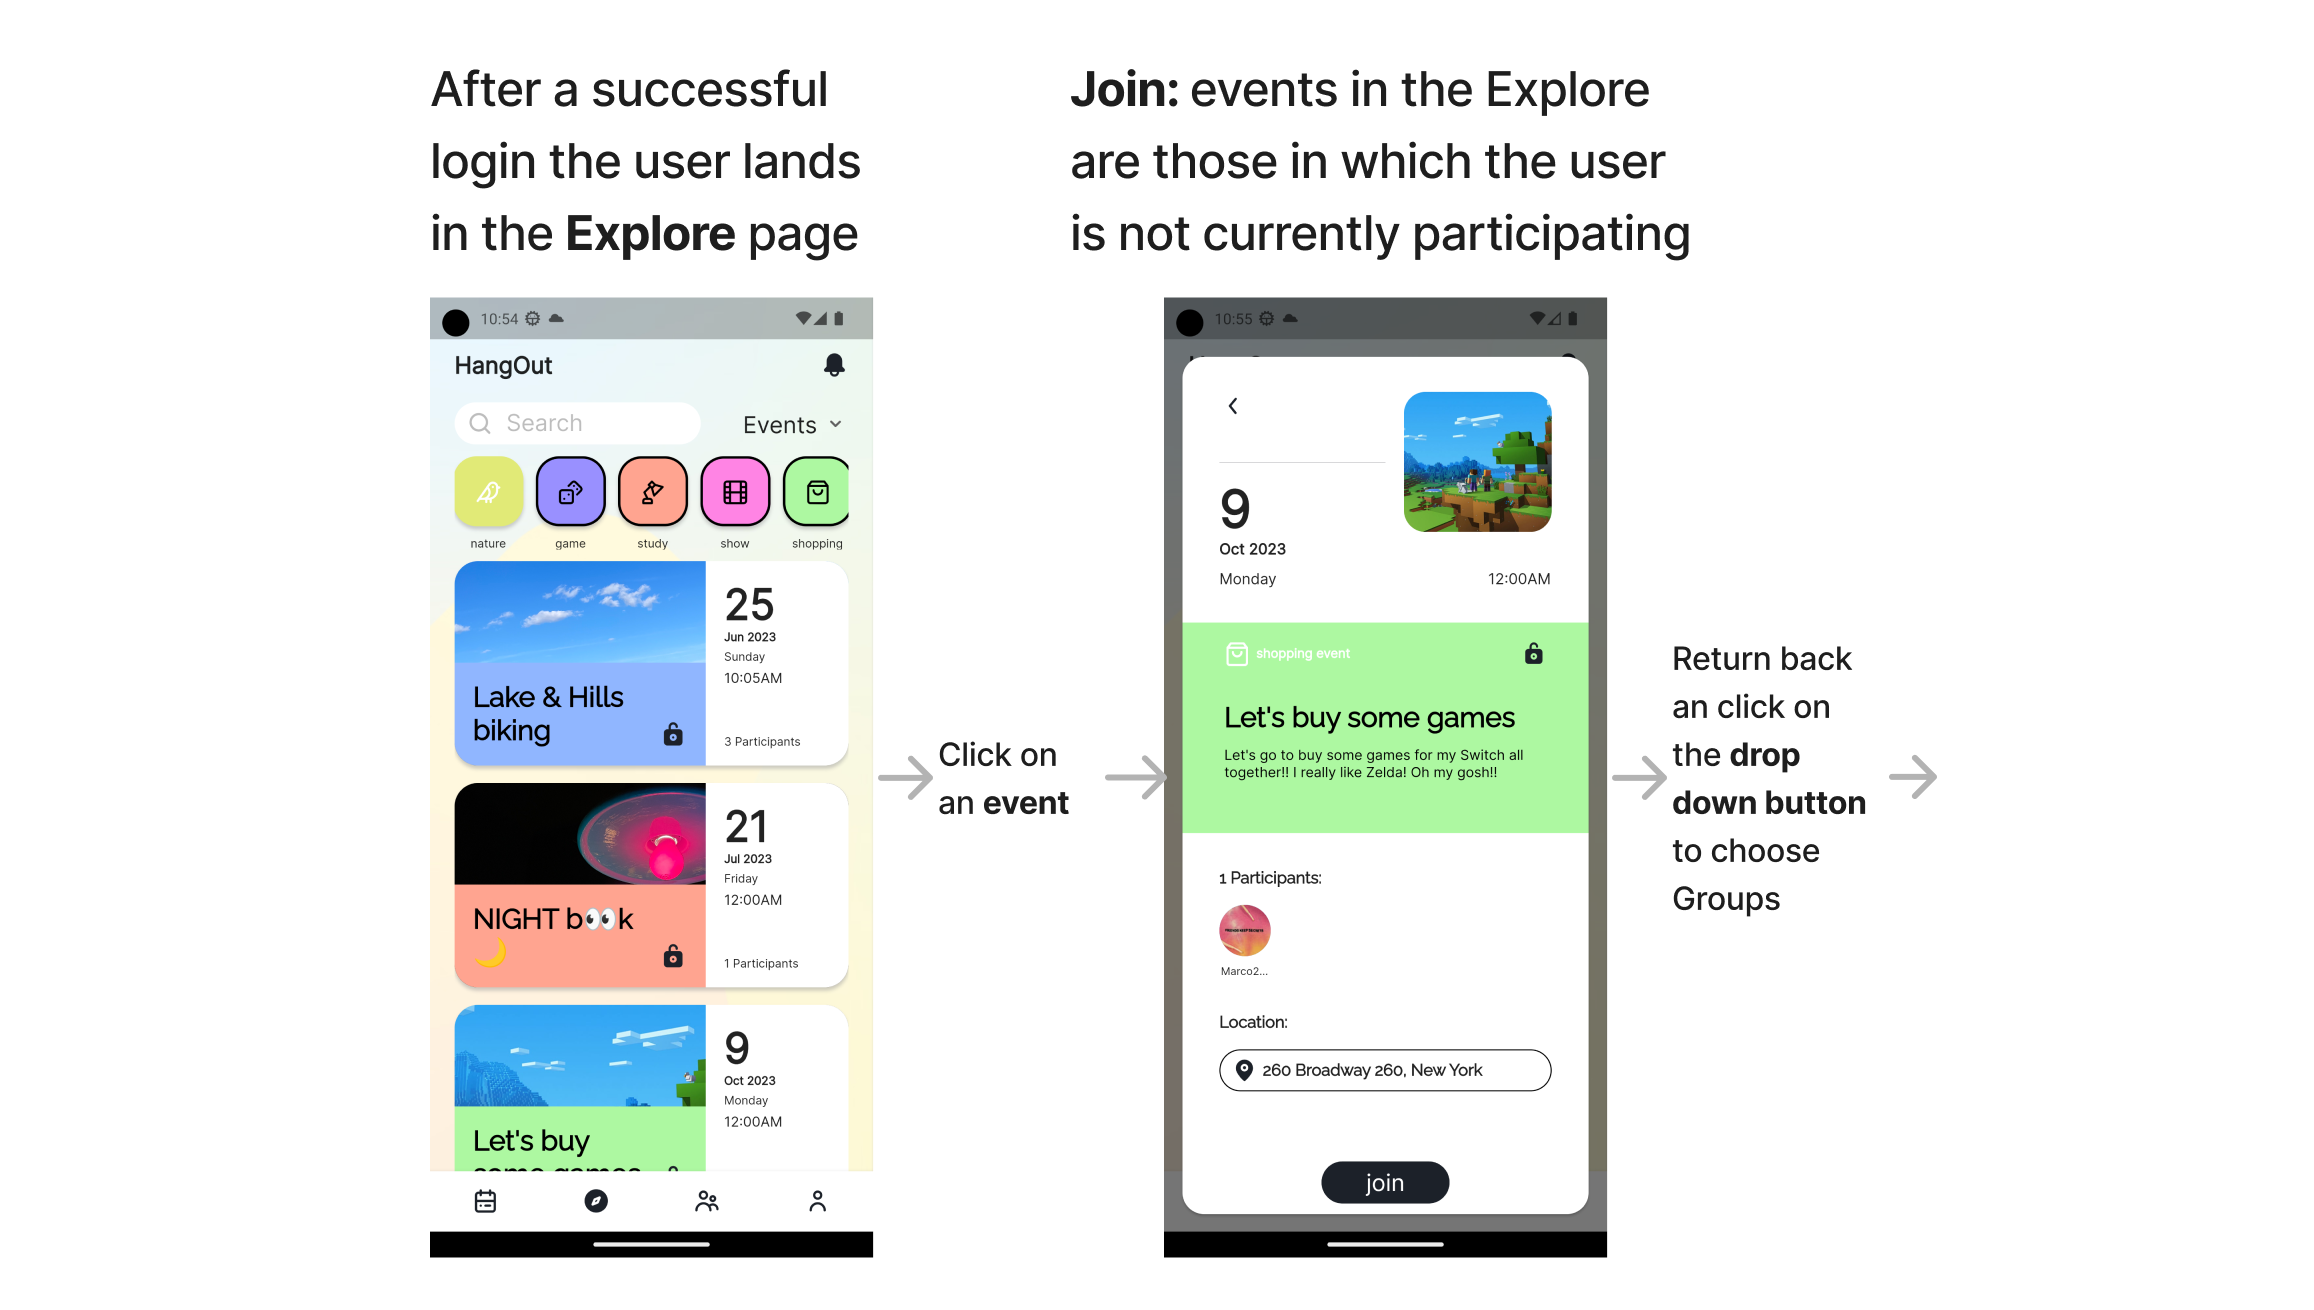 After a successful
login the user lands
in the Explore page
Join: events in the Explore
are those in which the user
is not currently participating
10:54
HangOut
Search
Events
nature
game
study
show
shopping
Lake & Hills
biking
25
Jun 2023
Sunday
10:05AM
3 Participants
NIGHT b👀k
🌙
21
Jul 2023
Friday
12:00AM
1 Participants
Let's buy
some games
9
Oct 2023
Monday
12:00AM
Click on
an event
10:55
9
Oct 2023
Monday
12:00AM
shopping event
Let's buy some games
Let's go to buy some games for my Switch all
together!! I really like Zelda! Oh my gosh!!
1 Participants:
Marco2...
Location:
260 Broadway 260, New York
join
Return back
an click on
the drop
down button
to choose
Groups